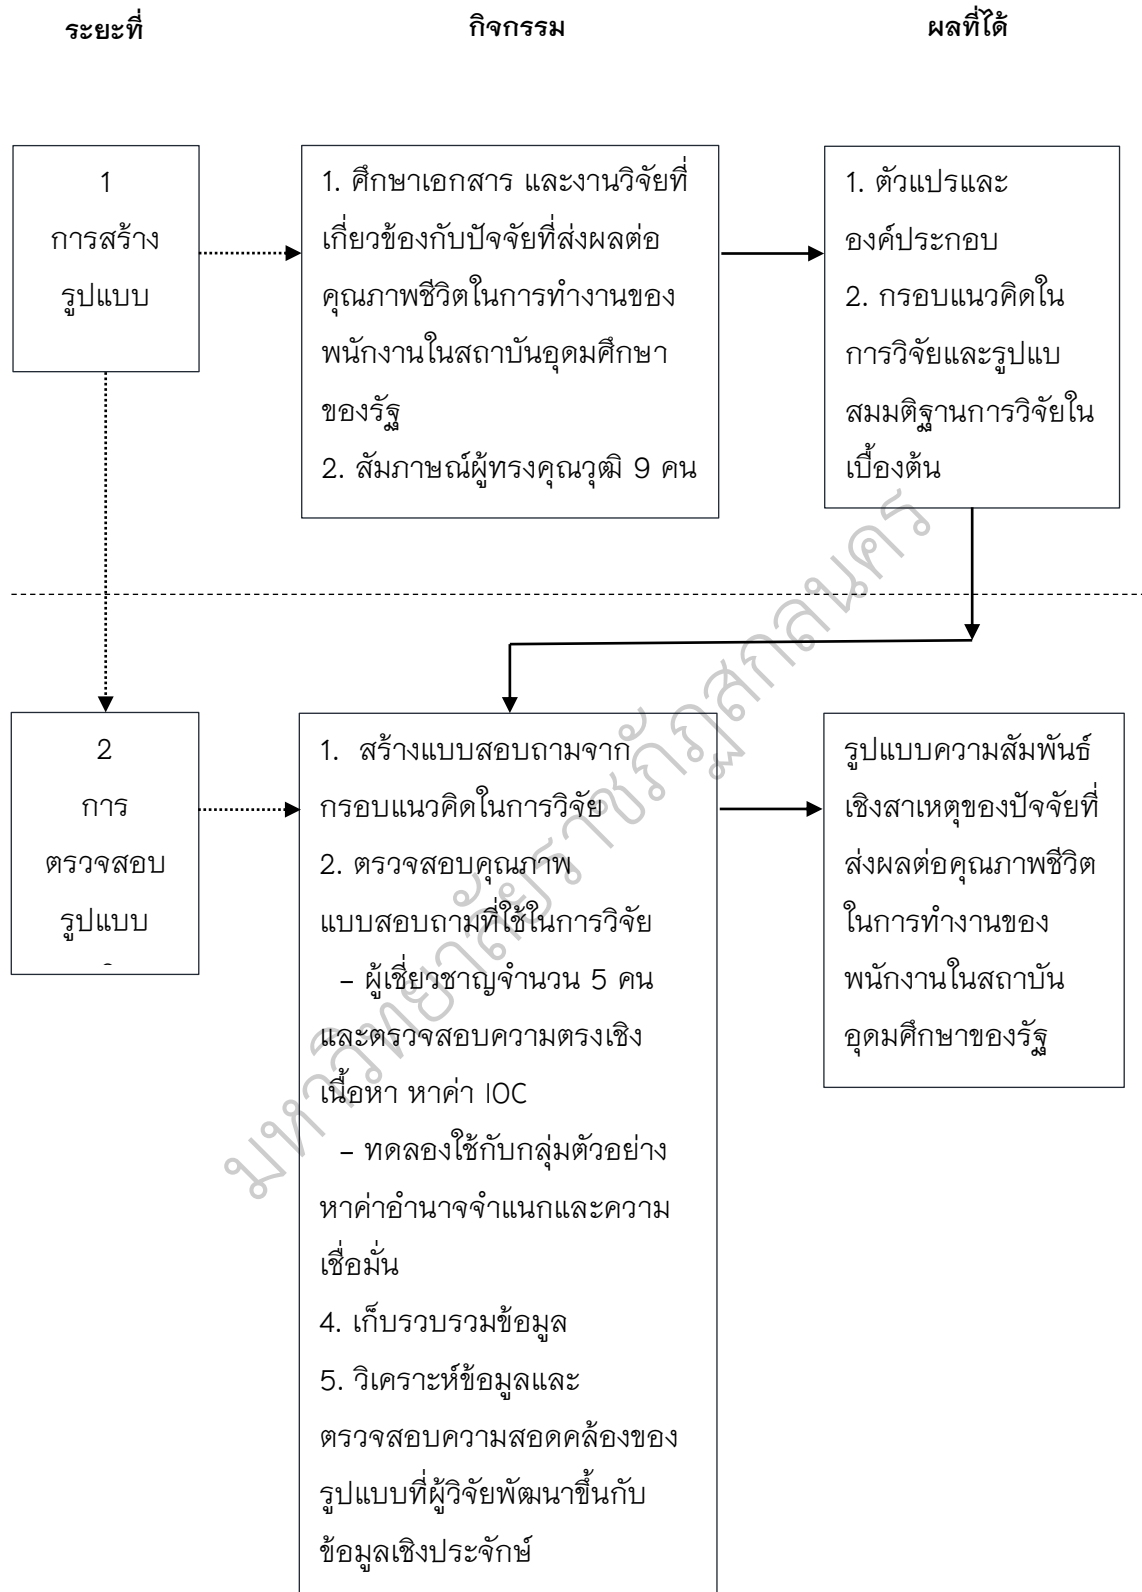 ระยะที่
กิจกรรม
ผลที่ได้
1
การสร้าง
รูปแบบ
1. ศึกษาเอกสาร และงานวิจัยที่
เกี่ยวข้องกับปัจจัยที่ส่งผลต่อ
คุณภาพชีวิตในการทำงานของ
พนักงานในสถาบันอุดมศึกษา
ของรัฐ
2. สัมภาษณ์ผู้ทรงคุณวุฒิ 9 คน
1. ตัวแปรและ
องค์ประกอบ
2. กรอบแนวคิดใน
การวิจัยและรูปแบ
สมมติฐานการวิจัยใน
เบื้องต้น
2
การ
ตรวจสอบ
รูปแบบ
1. สร้างแบบสอบถามจาก
กรอบแนวคิดในการวิจัย
2. ตรวจสอบคุณภาพ
แบบสอบถามที่ใช้ในการวิจัย
– ผู้เชี่ยวชาญจำนวน 5 คน
และตรวจสอบความตรงเชิง
เนื้อหา หาค่า IOC
– ทดลองใช้กับกลุ่มตัวอย่าง
หาค่าอำนาจจำแนกและความ
เชื่อมั่น
4. เก็บรวบรวมข้อมูล
5. วิเคราะห์ข้อมูลและ
ตรวจสอบความสอดคล้องของ
รูปแบบที่ผู้วิจัยพัฒนาขึ้นกับ
ข้อมูลเชิงประจักษ์
รูปแบบความสัมพันธ์
เชิงสาเหตุของปัจจัยที่
ส่งผลต่อคุณภาพชีวิต
ในการทำงานของ
พนักงานในสถาบัน
อุดมศึกษาของรัฐ
มหาวิทยาลัยราชภัฏสกลนคร